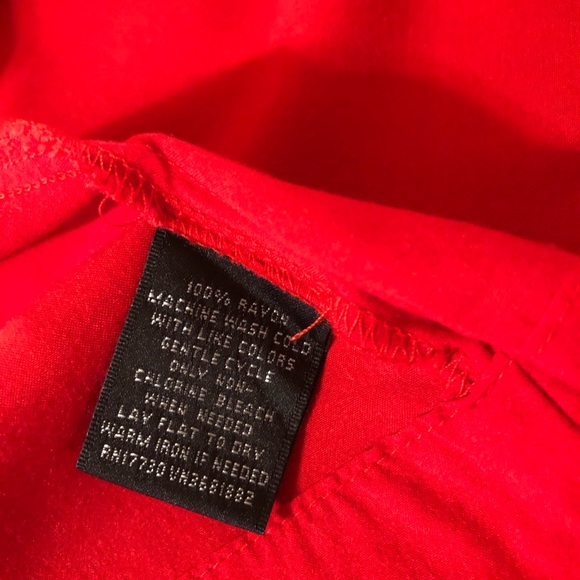 100% RAYON
MACHINE WASH COLD
WITH LIKE COLORS
GENTLE CYCLE
ONLY NON-
CHLORINE BLEACH
WHEN NEEDED
LAY FLAT TO DRY
WARM IRON IF NEEDED
RN17730 VN3681882